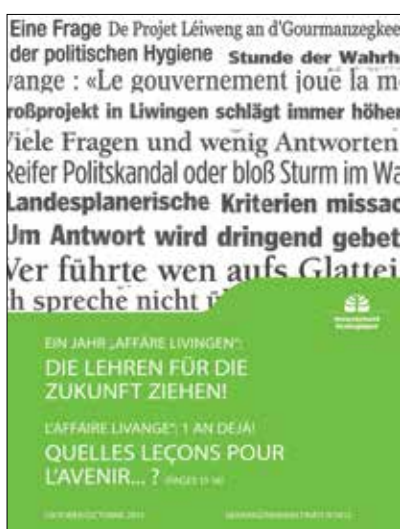 Eine Frage De Projet Léiweng an d'Gourmanzegkee
der politischen Hygiene Stunde der Wahrh
vange : «Le gouvernement joue la m
roßprojekt in Liwingen schlägt immer höher
Viele Fragen und wenig Antworten
Reifer Politskandal oder bloß Sturm im Wa
Landesplanerische Kriterien missac
Um Antwort wird dringend gebet
Wer führte wen aufs Glattei
ch spreche nicht ü
EIN JAHR „AFFÄRE LIVINGEN“:
DIE LEHREN FÜR DIE
ZUKUNFT ZIEHEN!
L'AFFAIRE LIVANGE": 1 AN DÉJÀ!
QUELLES LEÇONS POUR
L'AVENIR... ?